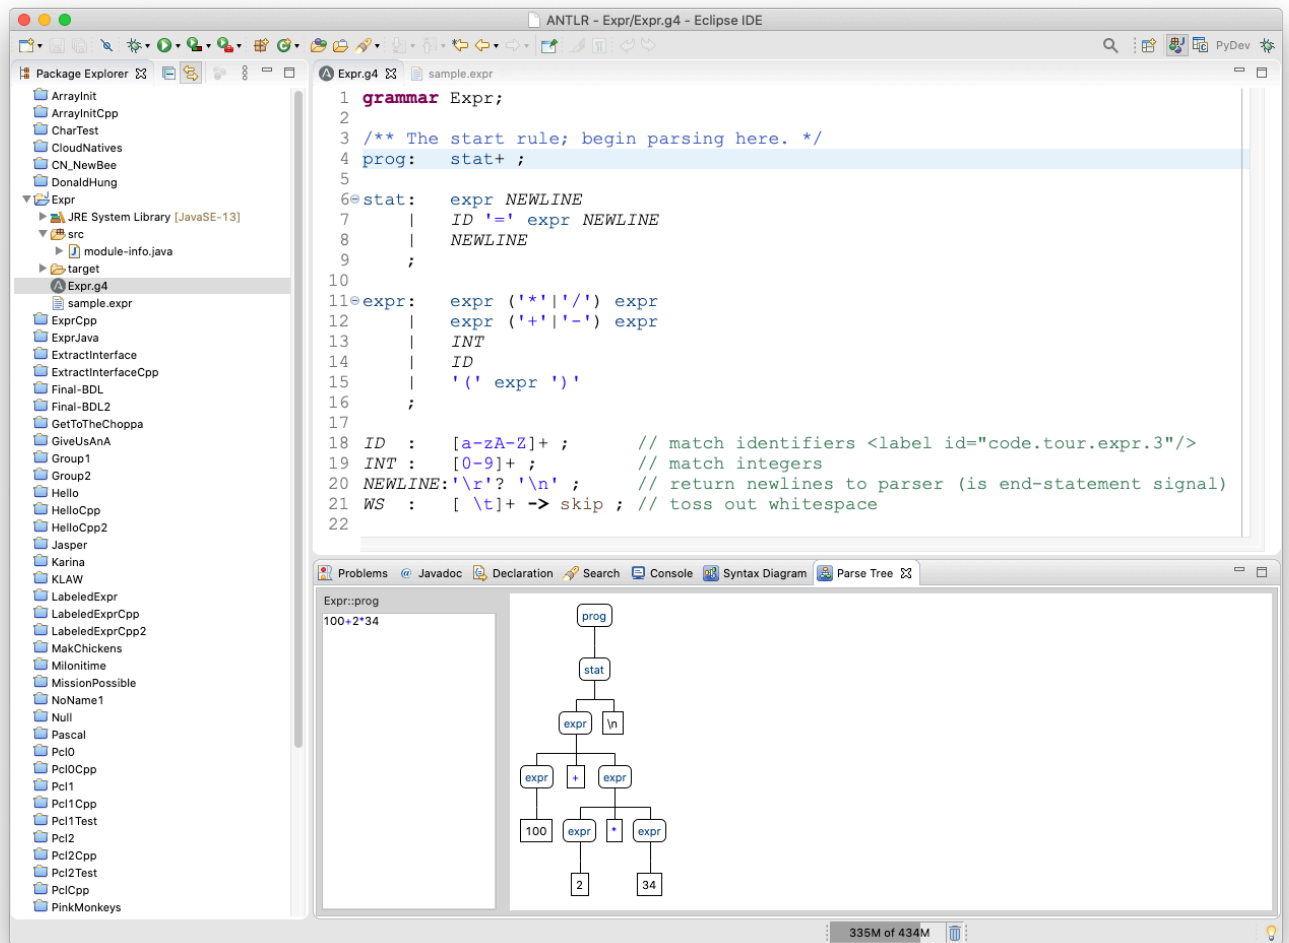 ANTLR - Expr/Expr.g4 - Eclipse IDE
PyDev
Package Explorer
ArrayInit
ArrayInitCpp
CharTest
CloudNatives
CN_NewBee
DonaldHung
Expr
JRE System Library [JavaSE-13]
src
module-info.java
target
Expr.g4
sample.expr
ExprCpp
ExprJava
ExtractInterface
ExtractInterfaceCpp
Final-BDL
Final-BDL2
GetToTheChoppa
GiveUsAnA
Group1
Group2
Hello
HelloCpp
HelloCpp2
Jasper
Karina
KLAW
LabeledExpr
LabeledExprCpp
LabeledExprCpp2
MakChickens
Milonitime
MissionPossible
NoName1
Null
Pascal
Pcl0
Pcl0Cpp
Pcl1
Pcl1Cpp
Pcl1Test
Pcl2
Pcl2Cpp
Pcl2Test
PclCpp
PinkMonkeys
Expr.g4 sample.expr
1 grammar Expr;
2
3 /** The start rule; begin parsing here. */
4 prog:   stat+ ;
5
6 stat:   expr NEWLINE
7     |   ID '=' expr NEWLINE
8     |   NEWLINE
9     ;
10
11 expr:   expr ('*'|'/') expr
12     |   expr ('+'|'-') expr
13     |   INT
14     |   ID
15     |   '(' expr ')'
16     ;
17
18 ID  :   [a-zA-Z]+ ;      // match identifiers <label id="code.tour.expr.3"/>
19 INT :   [0-9]+ ;         // match integers
20 NEWLINE:'\r'? '\n' ;     // return newlines to parser (is end-statement signal)
21 WS  :   [ \t]+ -> skip ; // toss out whitespace
22
Problems @ Javadoc Declaration Search Console Syntax Diagram Parse Tree
Expr::prog
100+2*34
prog
stat
expr \n
expr + expr
100 expr * expr
2 34
335M of 434M